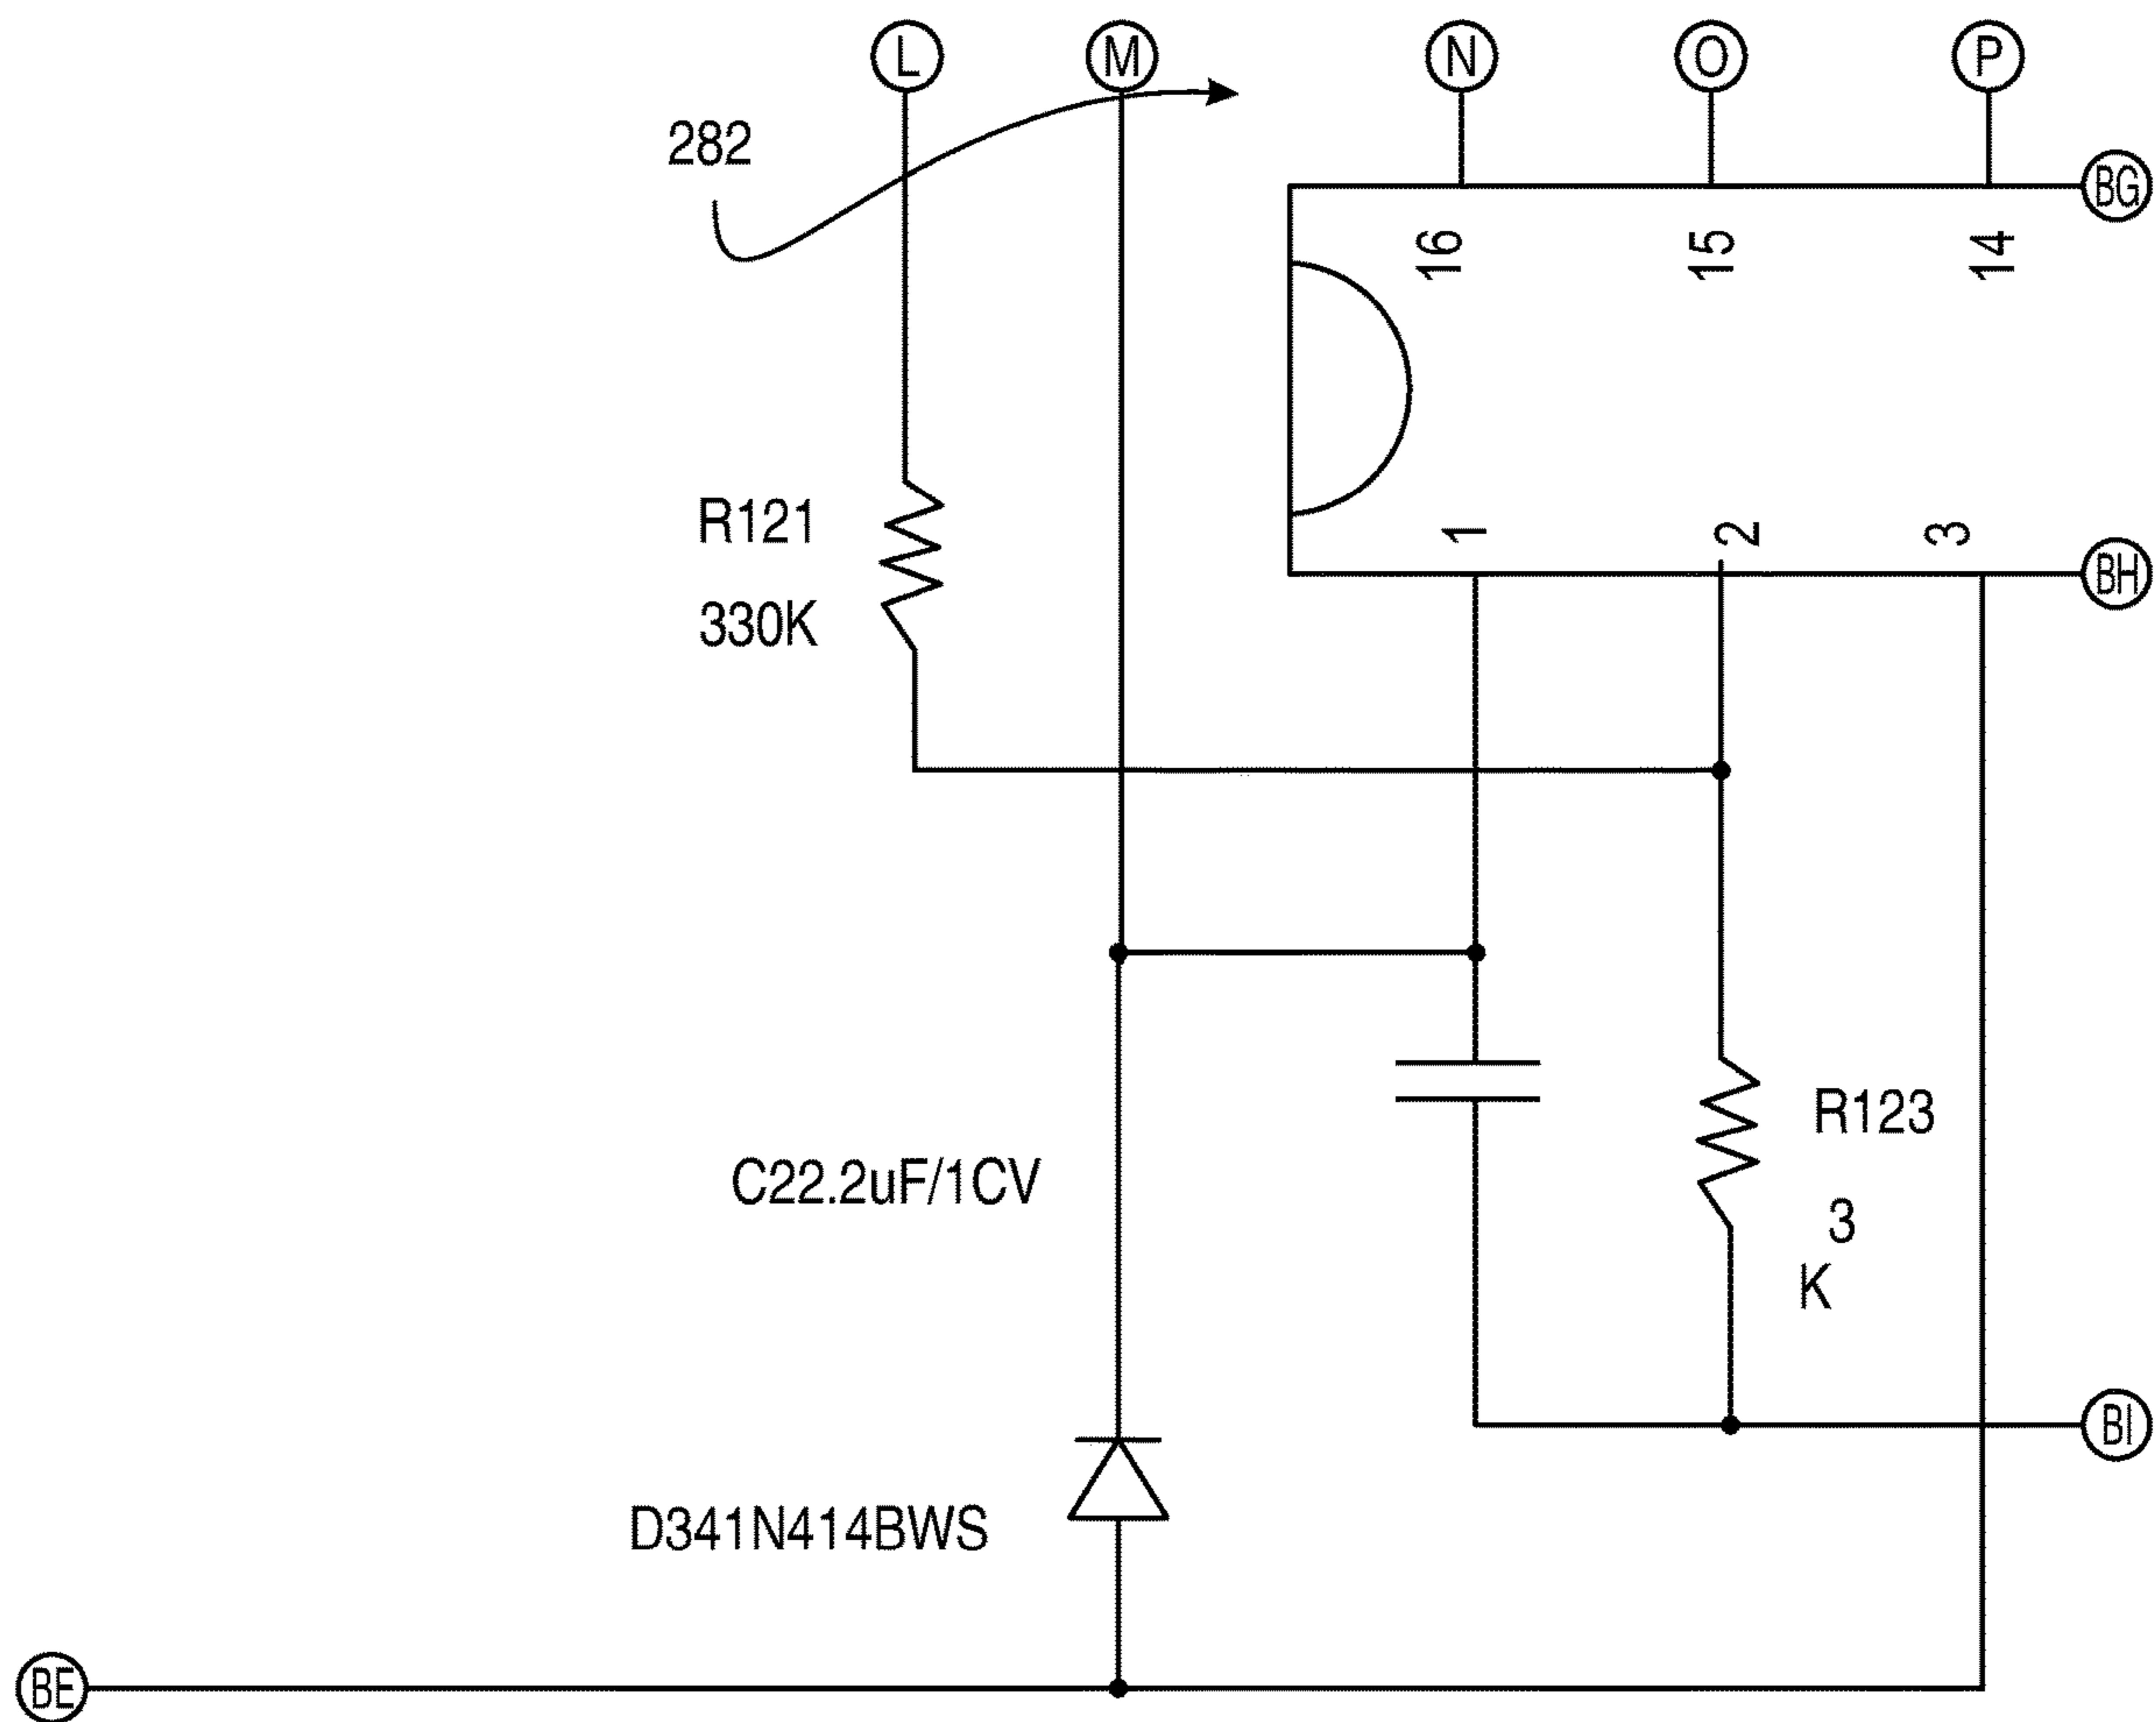 L
M
N
O
P
282
BG
16
15
14
R121
330K
1
2
3
BH
R123
3
K
C22.2uF/1CV
BI
D341N414BWS
BE